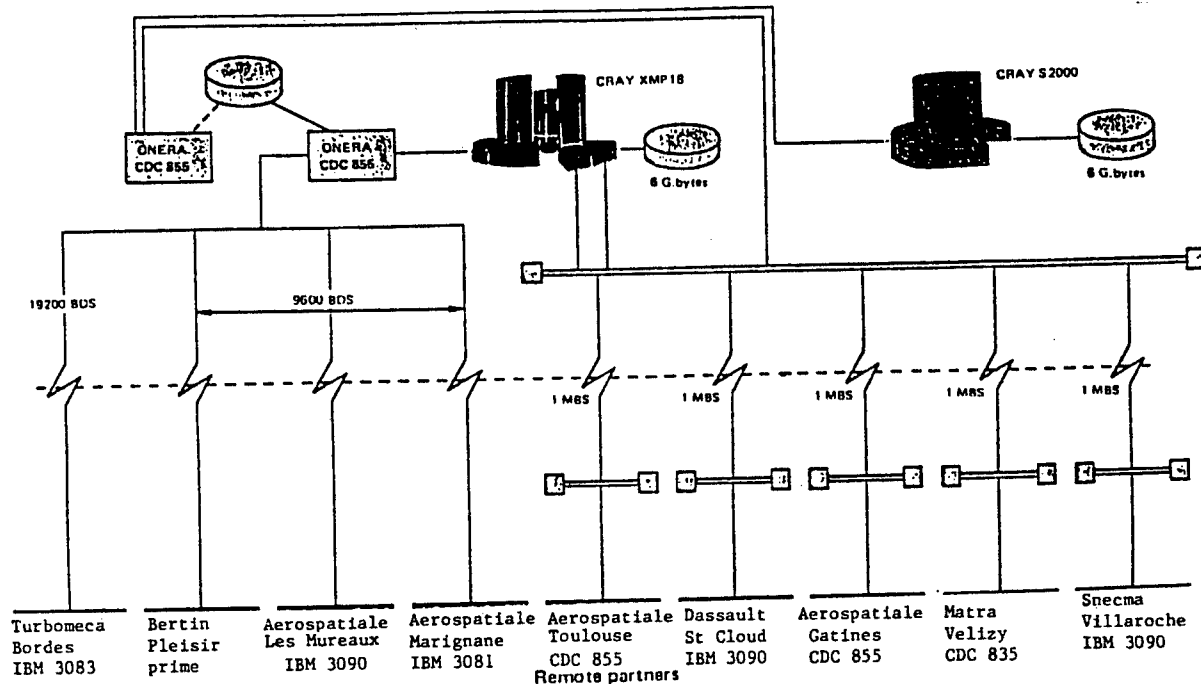 CRAY XMP18
CRAY S2000
ONERA
CDC 855
ONERA
CDC 856
6 G.bytes
6 G.bytes
19200 BDS
9600 BDS
1 MBS
1 MBS
1 MBS
1 MBS
1 MBS
Turbomeca
Bordes
IBM 3083
Bertin
Pleisir
prime
Aerospatiale
Les Mureaux
IBM 3090
Aerospatiale
Marignane
IBM 3081
Aerospatiale
Toulouse
CDC 855
Dassault
St Cloud
IBM 3090
Aerospatiale
Gatines
CDC 855
Matra
Velizy
CDC 835
Snecma
Villaroche
IBM 3090
Remote partners